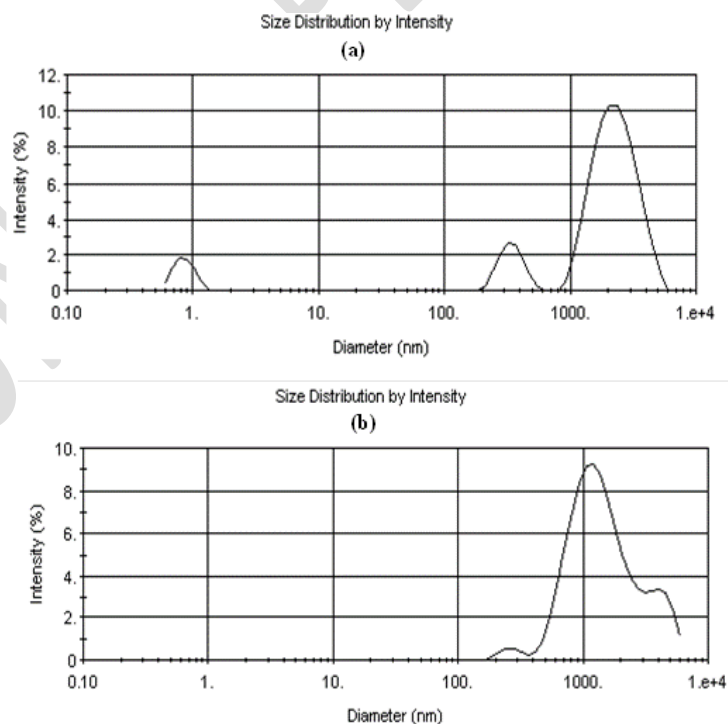 Size Distribution by Intensity
(a)
12.
10.
8.
6.
4.
2.
0
Intensity (%)
0.10 1. 10. 100. 1000. 1.e+4
Diameter (nm)
Size Distribution by Intensity
(b)
10.
8.
6.
4.
2.
0
Intensity (%)
0.10 1. 10. 100. 1000. 1.e+4
Diameter (nm)